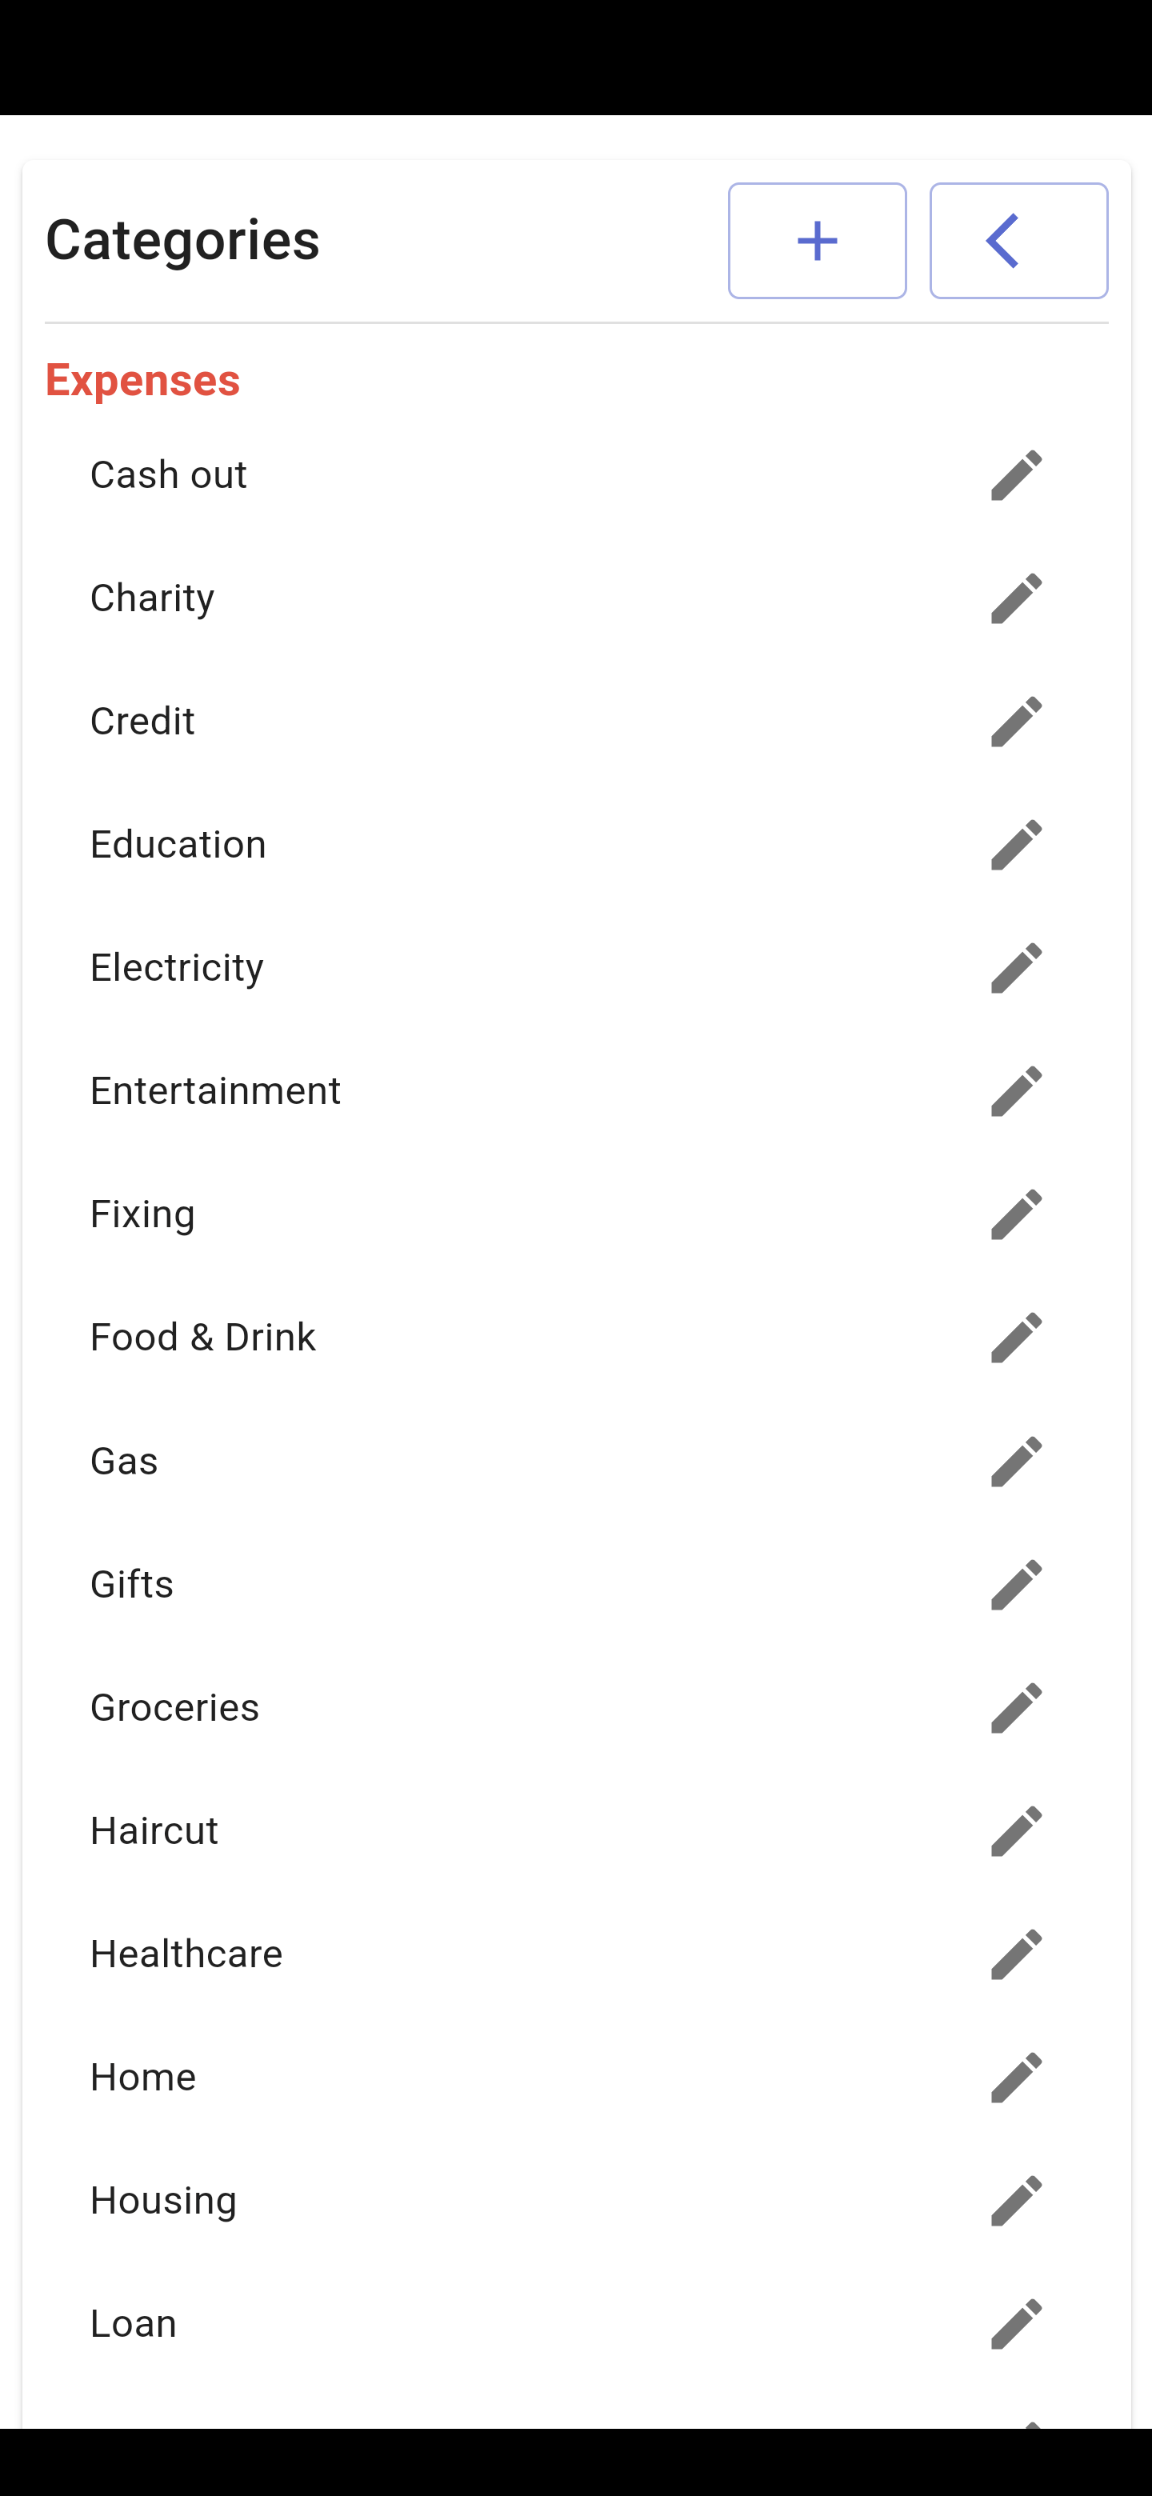 Categories
Expenses
Cash out
Charity
Credit
Education
Electricity
Entertainment
Fixing
Food & Drink
Gas
Gifts
Groceries
Haircut
Healthcare
Home
Housing
Loan